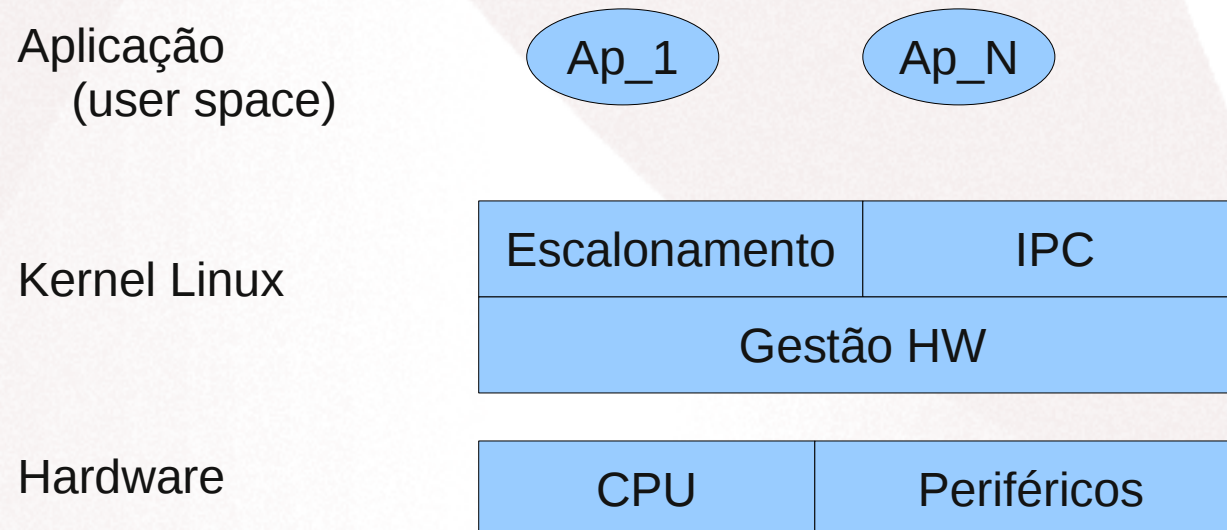 Aplicação
(user space)
Ap_1
Ap_N
Kernel Linux
Escalonamento
IPC
Gestão HW
Hardware
CPU
Periféricos